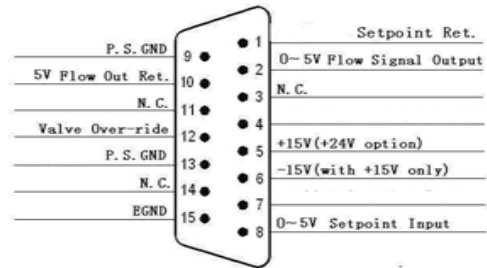 Setpoint Ret.
1
P.S.GND
9
0~5V Flow Signal Output
2
5V Flow Out Ret.
10
N.C.
3
N.C.
11
4
Valve Over-ride
12
+15V(+24V option)
5
P.S.GND
13
-15V(with +15V only)
6
N.C.
14
7
EGND
15
0~5V Setpoint Input
8